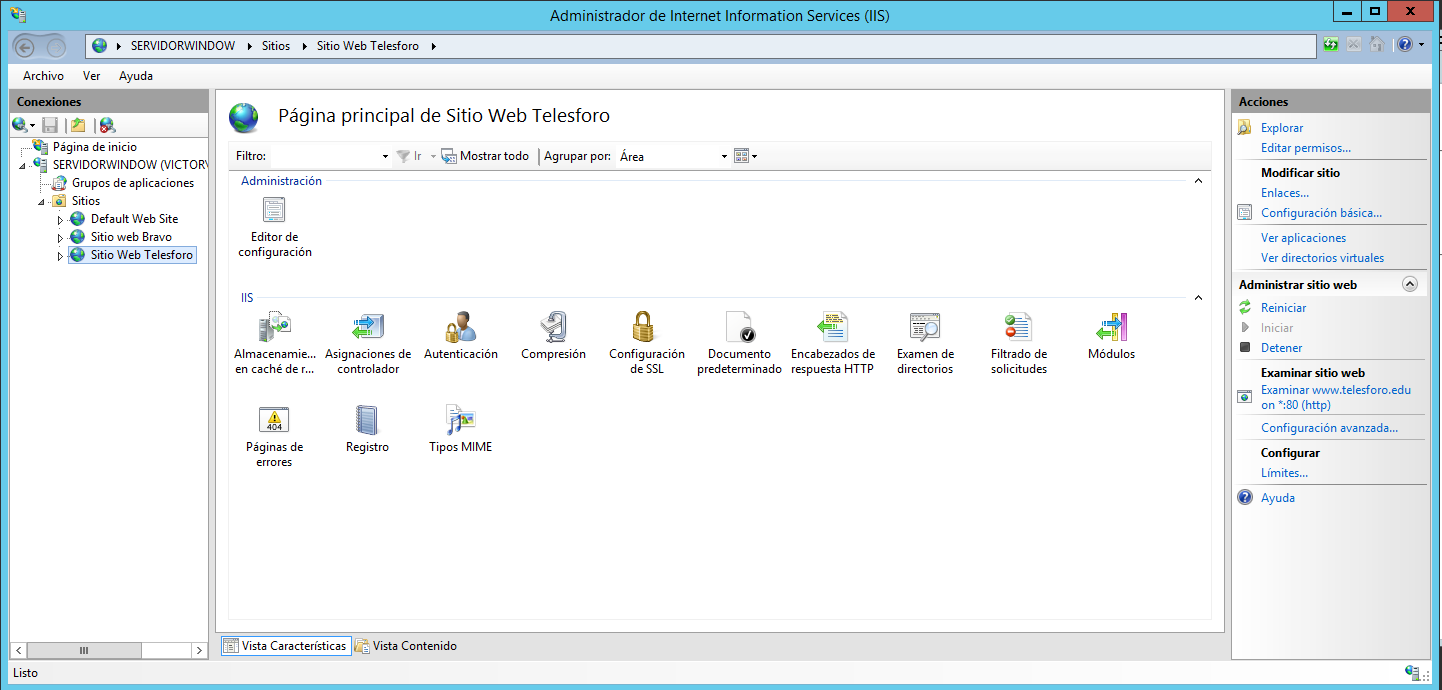 Administrador de Internet Information Services (IIS)
SERVIDORWINDOW Sitios Sitio Web Telesforo
Archivo Ver Ayuda
Conexiones
Página de inicio
SERVIDORWINDOW (VICTORV
Grupos de aplicaciones
Sitios
Default Web Site
Sitio web Bravo
Sitio Web Telesforo
Página principal de Sitio Web Telesforo
Filtro: Ir Mostrar todo Agrupar por: Área
Administración
Editor de
configuración
IIS
Almacenamie... Asignaciones de Autenticación Compresión Configuración Documento Encabezados de Examen de Filtrado de Módulos
en caché de r... controlador de SSL predeterminado respuesta HTTP directorios solicitudes
404
Páginas de Registro Tipos MIME
errores
Vista Características Vista Contenido
Acciones
Explorar
Editar permisos...
Modificar sitio
Enlaces...
Configuración básica...
Ver aplicaciones
Ver directorios virtuales
Administrar sitio web
Reiniciar
Iniciar
Detener
Examinar sitio web
Examinar www.telesforo.edu
on *:80 (http)
Configuración avanzada...
Configurar
Límites...
Ayuda
Listo